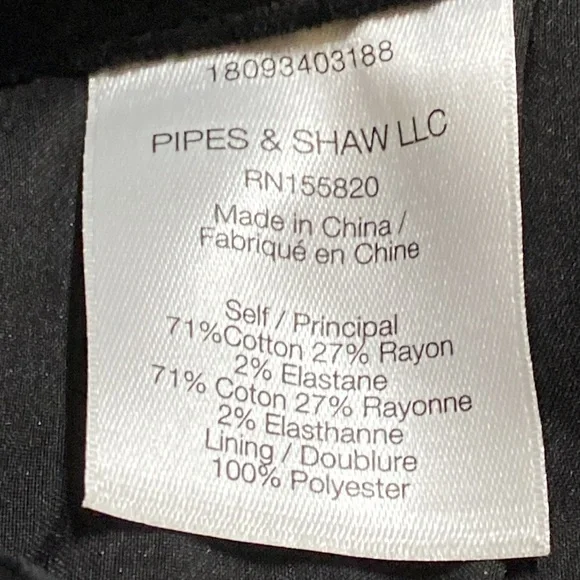 18093403188
PIPES & SHAW LLC
RN155820
Made in China /
Fabriqué en Chine
Self / Principal
71%Cotton 27% Rayon
2% Elastane
71% Coton 27% Rayonne
2% Elasthanne
Lining / Doublure
100% Polyester